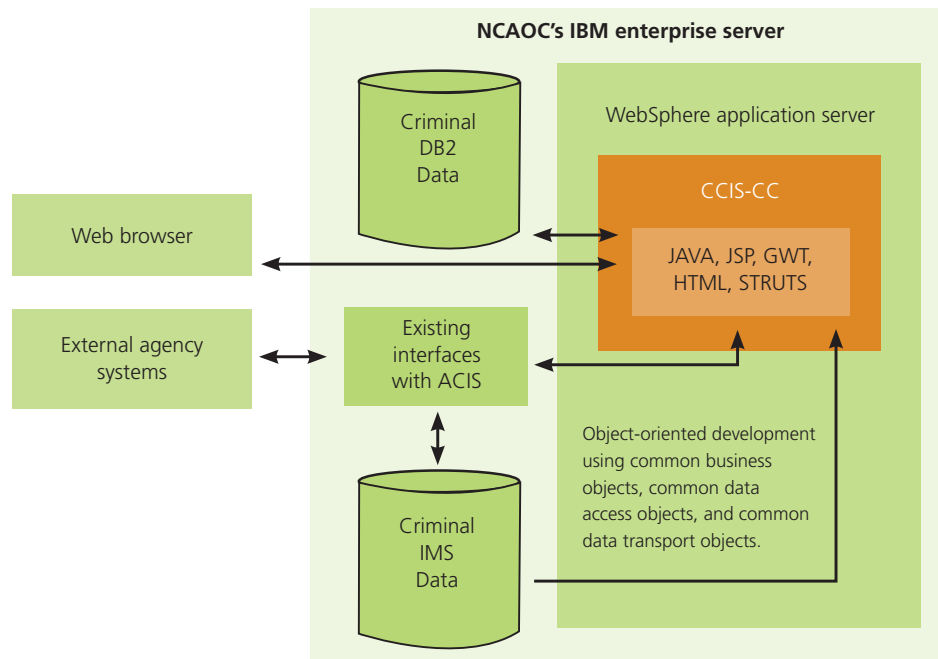 NCAOC's IBM enterprise server
Criminal
DB2
Data
WebSphere application server
CCIS-CC
JAVA, JSP, GWT,
HTML, STRUTS
Web browser
External agency
systems
Existing
interfaces
with ACIS
Object-oriented development
using common business
objects, common data
access objects, and common
data transport objects.
Criminal
IMS
Data